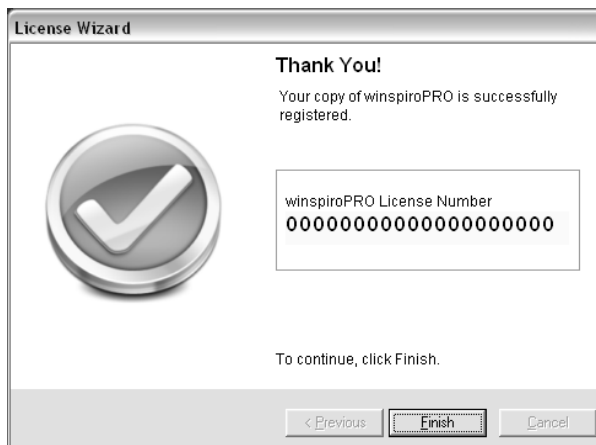 License Wizard
Thank You!
Your copy of winspiroPRO is successfully
registered.
winspiroPRO License Number
00000000000000000000
To continue, click Finish.
< Previous
Finish
Cancel